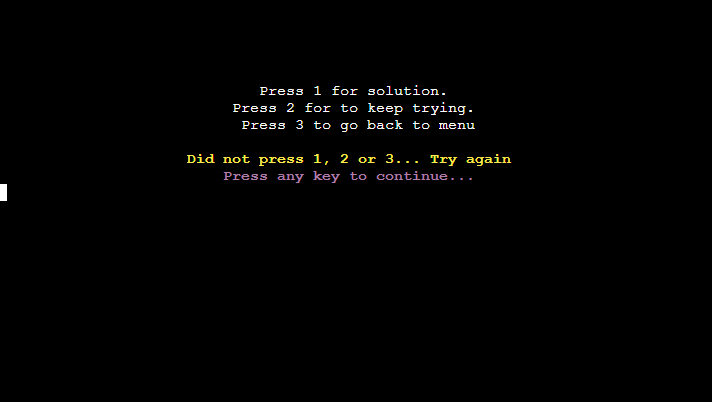 Press 1 for solution.
Press 2 for to keep trying.
Press 3 to go back to menu
Did not press 1, 2 or 3... Try again
Press any key to continue...